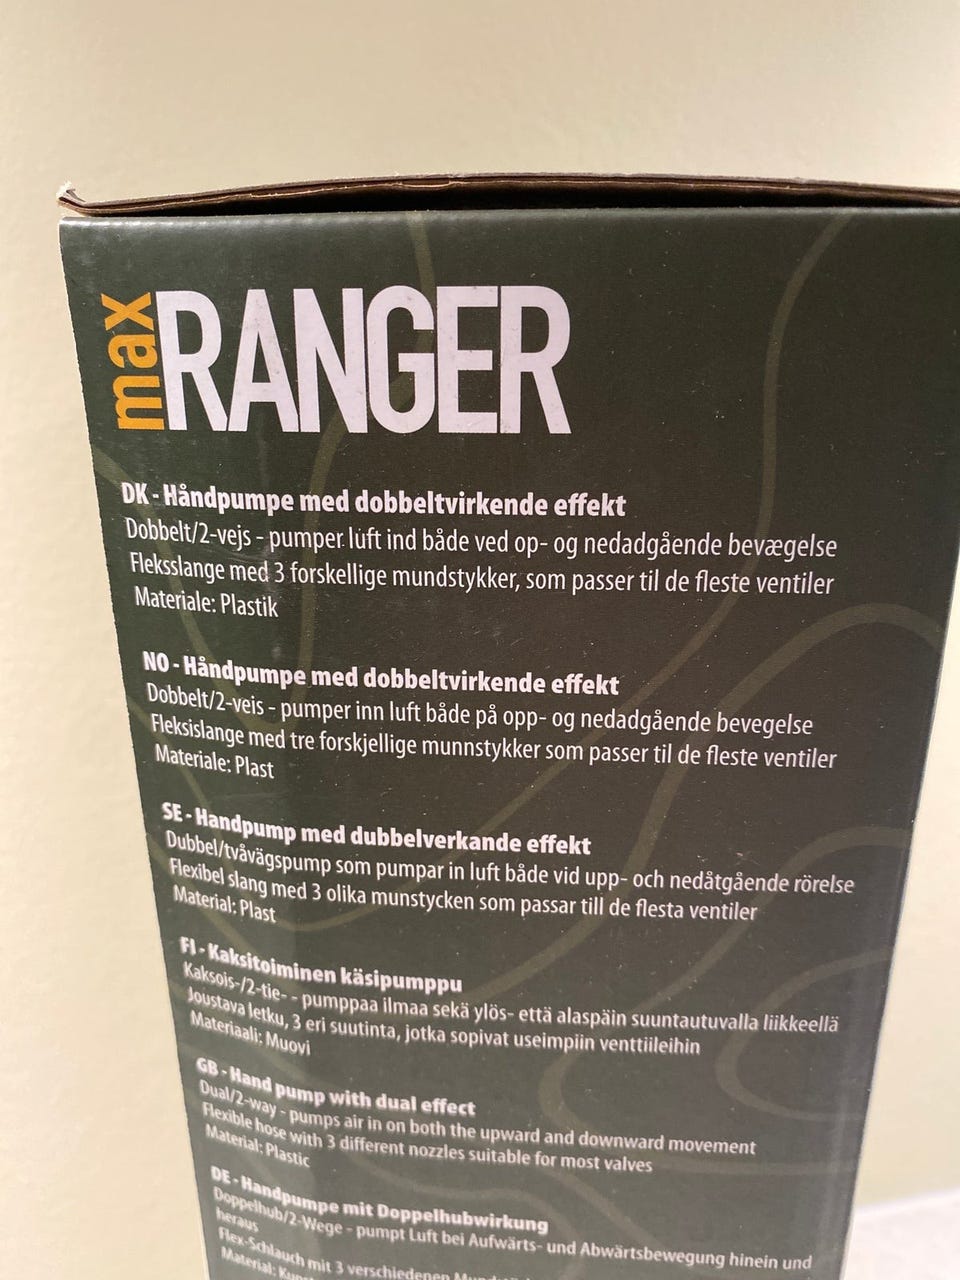 max RANGER
DK - Håndpumpe med dobbeltvirkende effekt
Dobbelt/2-vejs - pumper luft ind både ved op- og nedadgående bevægelse
Fleksslange med 3 forskellige mundstykker, som passer til de fleste ventiler
Materiale: Plastik
NO - Håndpumpe med dobbeltvirkende effekt
Dobbelt/2-veis - pumper inn luft både på opp- og nedadgående bevegelse
Fleksislange med tre forskjellige munnstykker som passer til de fleste ventiler
Materiale: Plast
SE - Handpump med dubbelverkande effekt
Dubbel/tvåvägspump som pumpar in luft både vid upp- och nedåtgående rörelse
Flexibel slang med 3 olika munstycken som passar till de flesta ventiler
Material: Plast
FI - Kaksitoiminen käsipumppu
Kaksois-/2-tie- - pumppaa ilmaa sekä ylös- että alaspäin suuntautuvalla liikkeellä
Joustava letku, 3 eri suutinta, jotka sopivat useimpiin venttiileihin
Materiaali: Muovi
GB - Hand pump with dual effect
Dual/2-way - pumps air in on both the upward and downward movement
Flexible hose with 3 different nozzles suitable for most valves
Material: Plastic
DE - Handpumpe mit Doppelhubwirkung
Doppelhub/2-Wege - pumpt Luft bei Aufwärts- und Abwärtsbewegung hinein und
heraus
Flex-Schlauch mit 3 verschiedenen
Material: